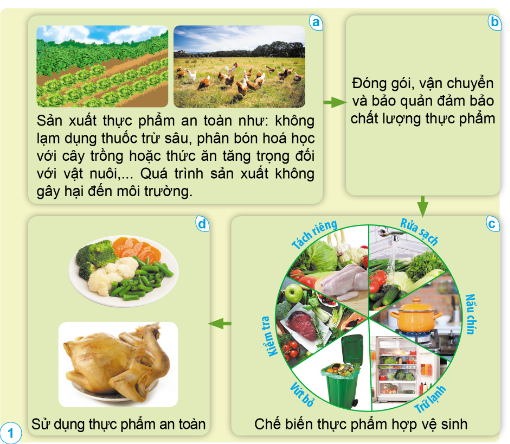 a
Sản xuất thực phẩm an toàn như: không
lạm dụng thuốc trừ sâu, phân bón hoá học
với cây trồng hoặc thức ăn tăng trọng đối
với vật nuôi,... Quá trình sản xuất không
gây hại đến môi trường.
b
Đóng gói, vận chuyển
và bảo quản đảm bảo
chất lượng thực phẩm
c
Tách riêng
Rửa sạch
Nấu chín
Trữ lạnh
Vứt bỏ
Kiểm tra
Chế biến thực phẩm hợp vệ sinh
d
Sử dụng thực phẩm an toàn
1